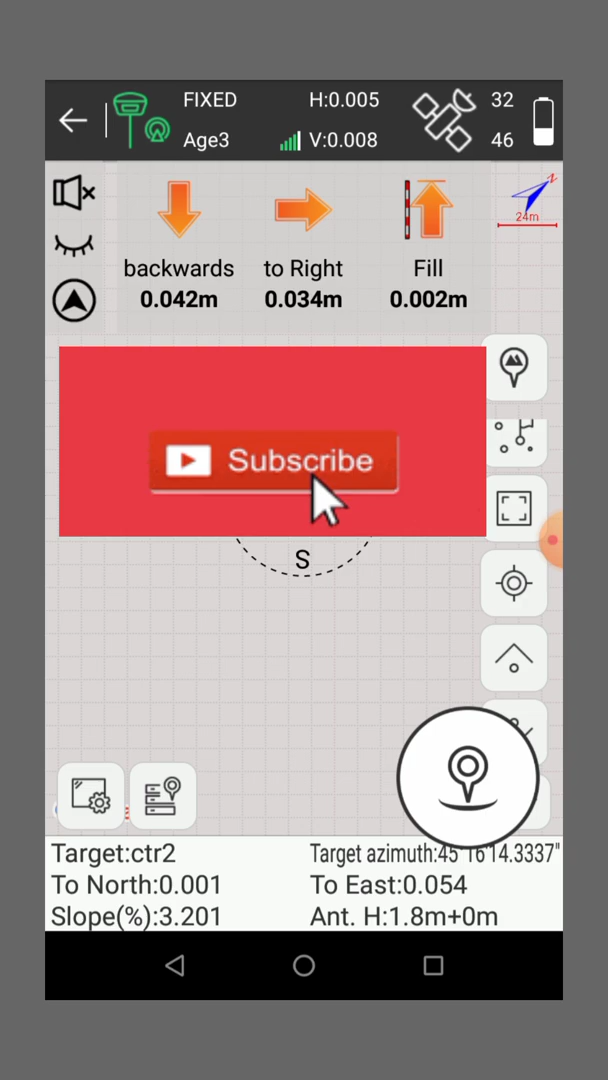 FIXED H:0.005 32
Age3 V:0.008 46
N
24m
backwards to Right Fill
0.042m 0.034m 0.002m
Subscribe
S
Target:ctr2 Target azimuth:45°16'14.3337"
To North:0.001 To East:0.054
Slope(%):3.201 Ant. H:1.8m+0m